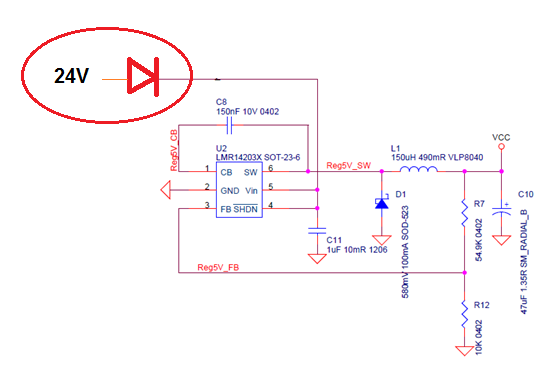 24V
C8
150nF 10V 0402
Reg5V_CB
U2
LMR14203X SOT-23-6
1 CB SW 6
2 GND Vin 5
3 FB SHDN 4
Reg5V_SW
L1
150uH 490mR VLP8040
VCC
D1
580mV 100mA SOD-523
R7
54.9K 0402
C10
47uF 1.35R SM_RADIAL_B
C11
1uF 10mR 1206
Reg5V_FB
R12
10K 0402